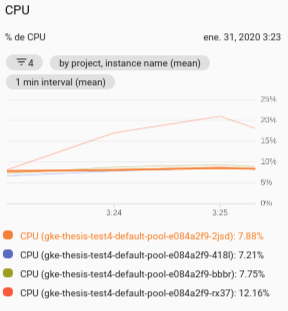 CPU
% de CPU
ene. 31, 2020 3:23
4
by project, instance name (mean)
1 min interval (mean)
25%
20%
15%
10%
5%
0%
3:24
3:25
CPU (gke-thesis-test4-default-pool-e084a2f9-2jsd): 7.88%
CPU (gke-thesis-test4-default-pool-e084a2f9-418l): 7.21%
CPU (gke-thesis-test4-default-pool-e084a2f9-bbbr): 7.75%
CPU (gke-thesis-test4-default-pool-e084a2f9-rx37): 12.16%